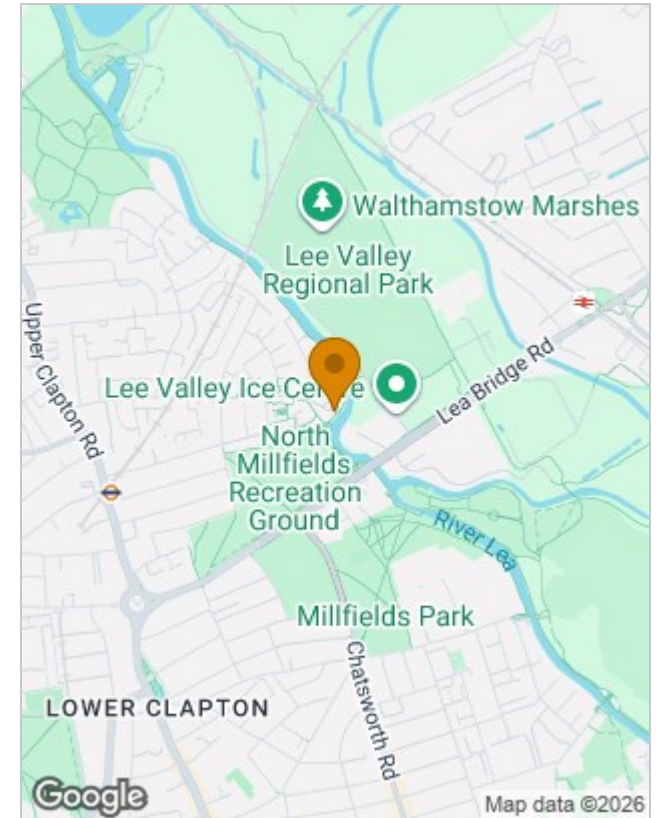 Walthamstow Marshes
Lee Valley
Regional Park
Upper Clapton Rd
Lee Valley Ice Centre
Lea Bridge Rd
North
Millfields
Recreation
Ground
River Lea
Millfields Park
Chatsworth Rd
LOWER CLAPTON
Google
Map data ©2026